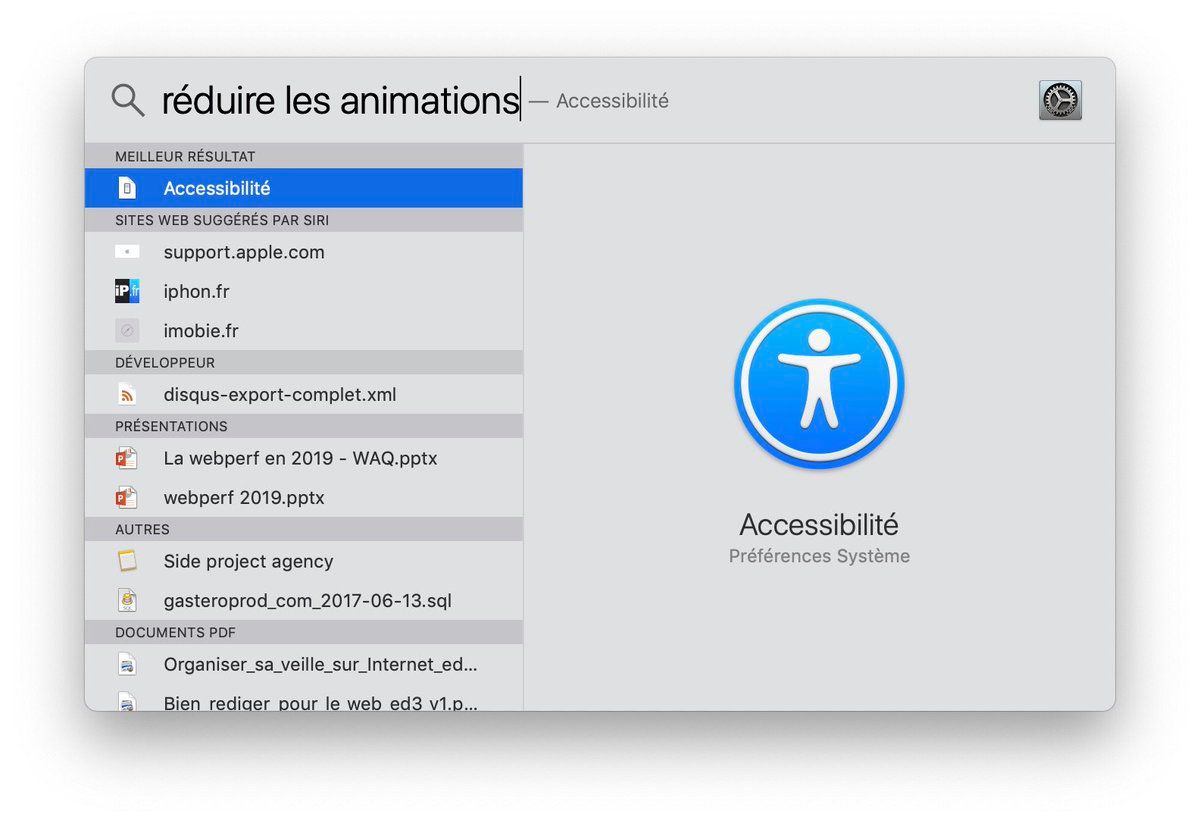 réduire les animations — Accessibilité
MEILLEUR RÉSULTAT
Accessibilité
SITES WEB SUGGÉRÉS PAR SIRI
support.apple.com
iP.fr iphon.fr
imobie.fr
DÉVELOPPEUR
disqus-export-complet.xml
PRÉSENTATIONS
La webperf en 2019 - WAQ.pptx
webperf 2019.pptx
AUTRES
Side project agency
gasteroprod_com_2017-06-13.sql
DOCUMENTS PDF
Organiser_sa_veille_sur_Internet_ed...
Bien_rediger_pour_le_web_ed3_v1.p...
Accessibilité
Préférences Système